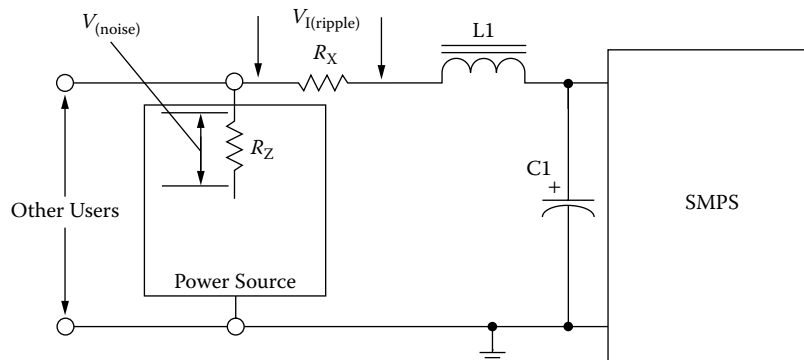 V(noise)
VI(ripple)
L1
RX
RZ
C1
+
SMPS
Other Users
Power Source